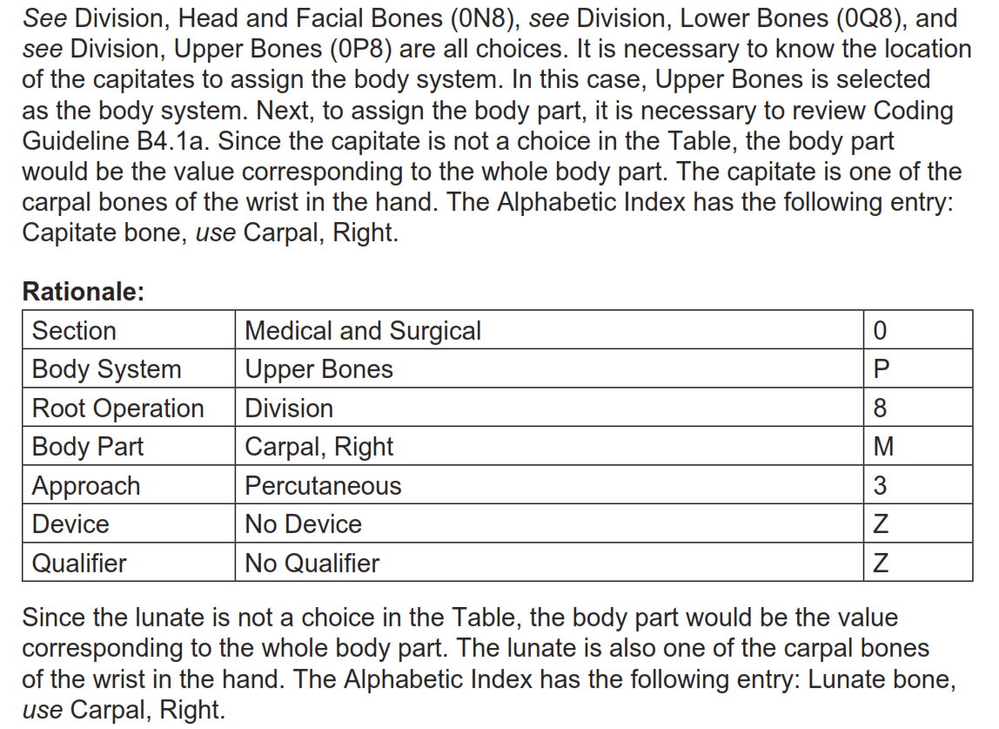 See Division, Head and Facial Bones (0N8), see Division, Lower Bones (0Q8), and
see Division, Upper Bones (0P8) are all choices. It is necessary to know the location
of the capitates to assign the body system. In this case, Upper Bones is selected
as the body system. Next, to assign the body part, it is necessary to review Coding
Guideline B4.1a. Since the capitate is not a choice in the Table, the body part
would be the value corresponding to the whole body part. The capitate is one of the
carpal bones of the wrist in the hand. The Alphabetic Index has the following entry:
Capitate bone, use Carpal, Right.
Rationale:
Section Medical and Surgical 0
Body System Upper Bones P
Root Operation Division 8
Body Part Carpal, Right M
Approach Percutaneous 3
Device No Device Z
Qualifier No Qualifier Z
Since the lunate is not a choice in the Table, the body part would be the value
corresponding to the whole body part. The lunate is also one of the carpal bones
of the wrist in the hand. The Alphabetic Index has the following entry: Lunate bone,
use Carpal, Right.